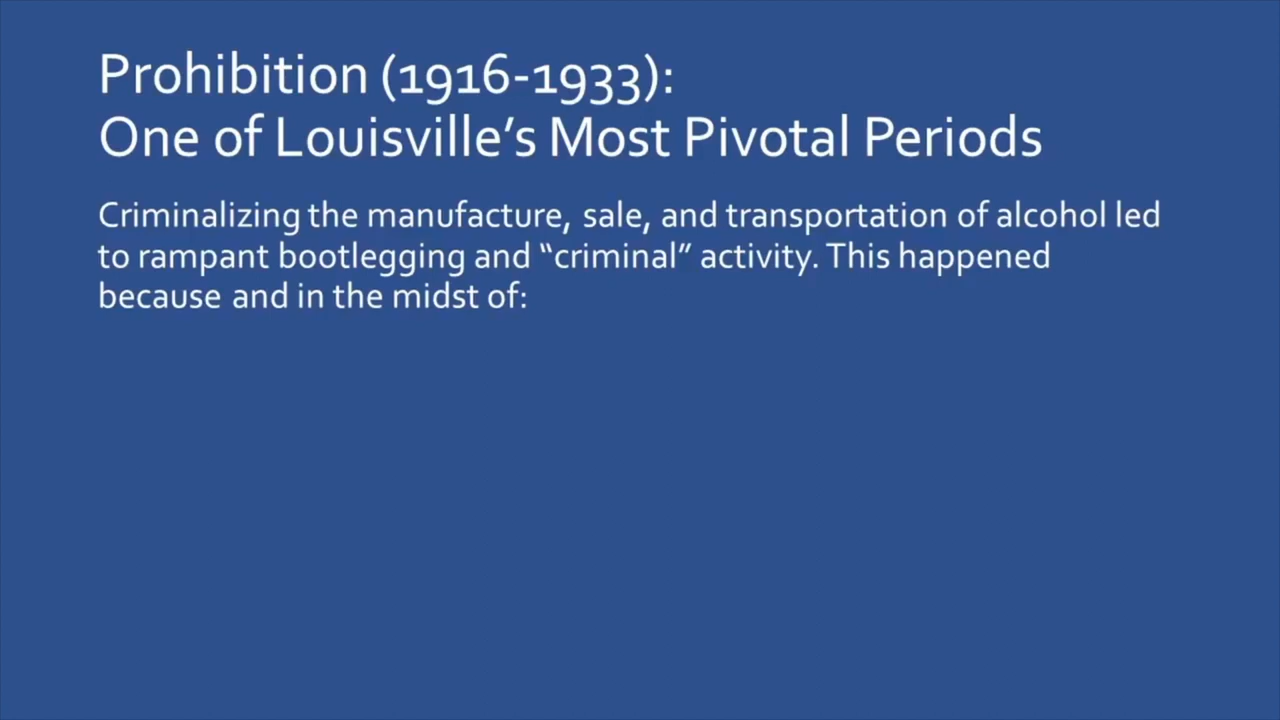 Prohibition (1916-1933):
One of Louisville’s Most Pivotal Periods
Criminalizing the manufacture, sale, and transportation of alcohol led
to rampant bootlegging and “criminal” activity. This happened
because and in the midst of: